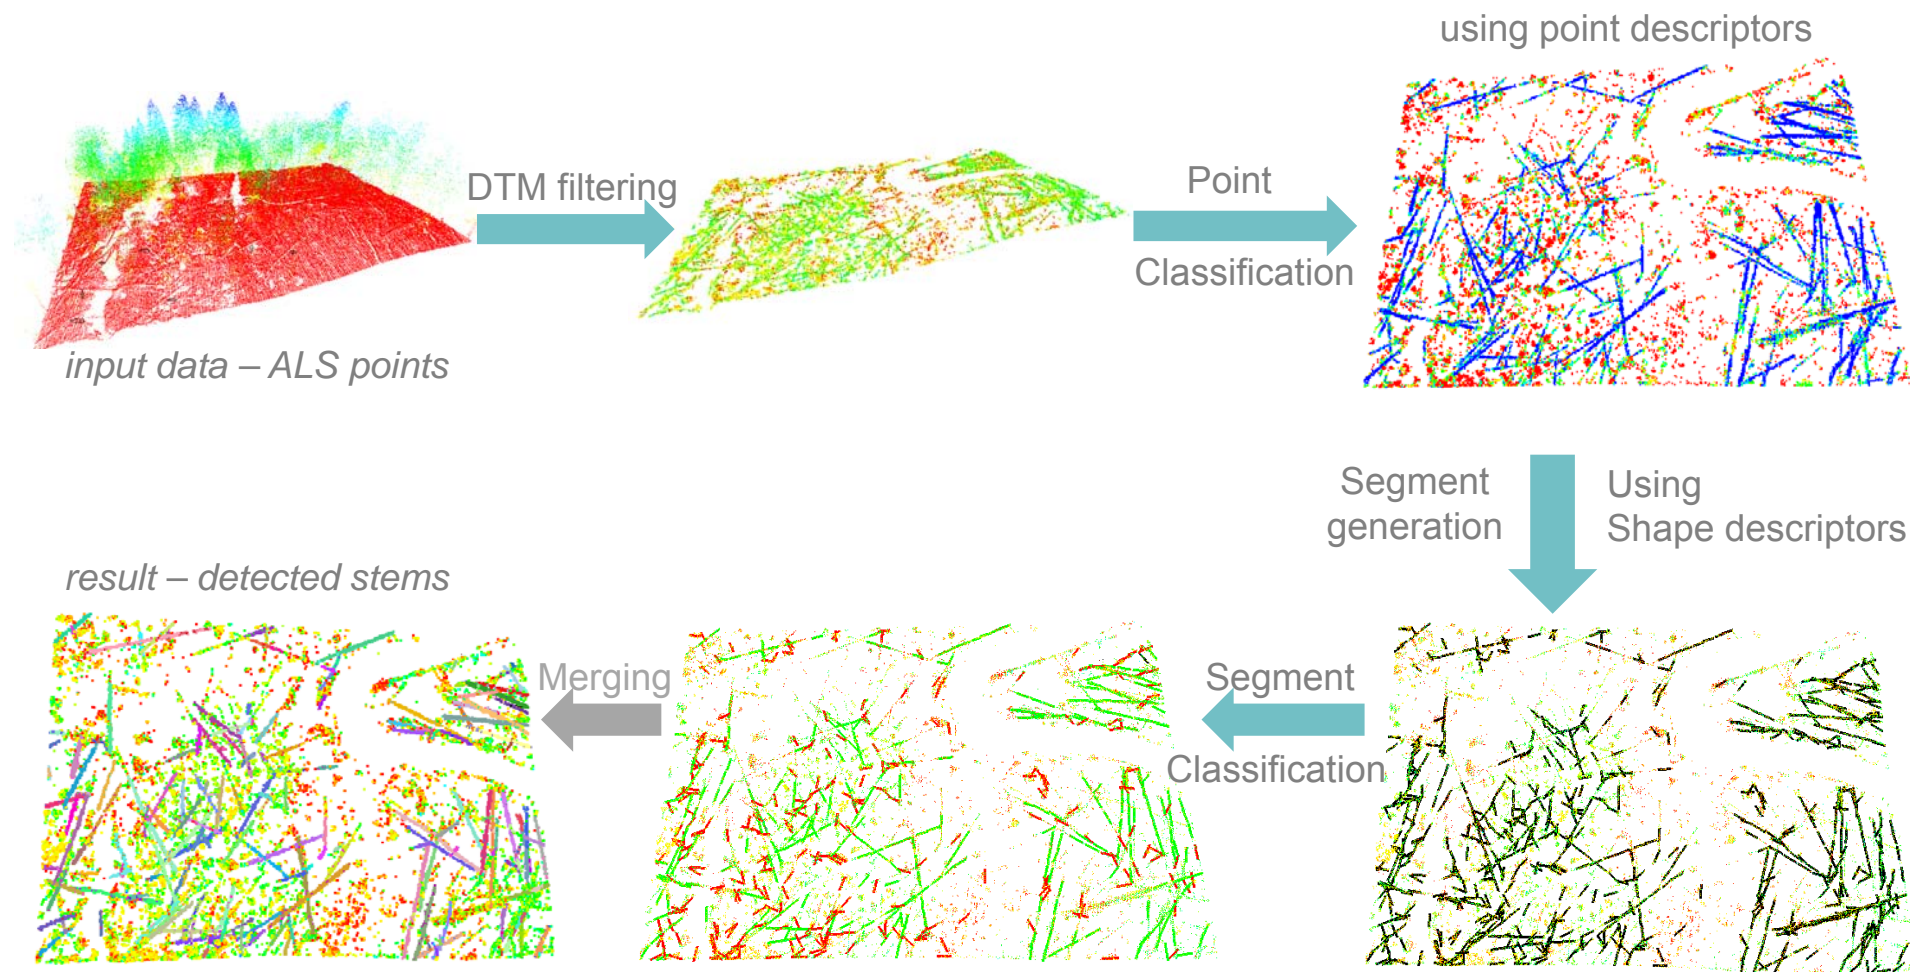 using point descriptors
DTM filtering
Point
Classification
input data – ALS points
Segment
generation
Using
Shape descriptors
result – detected stems
Merging
Segment
Classification